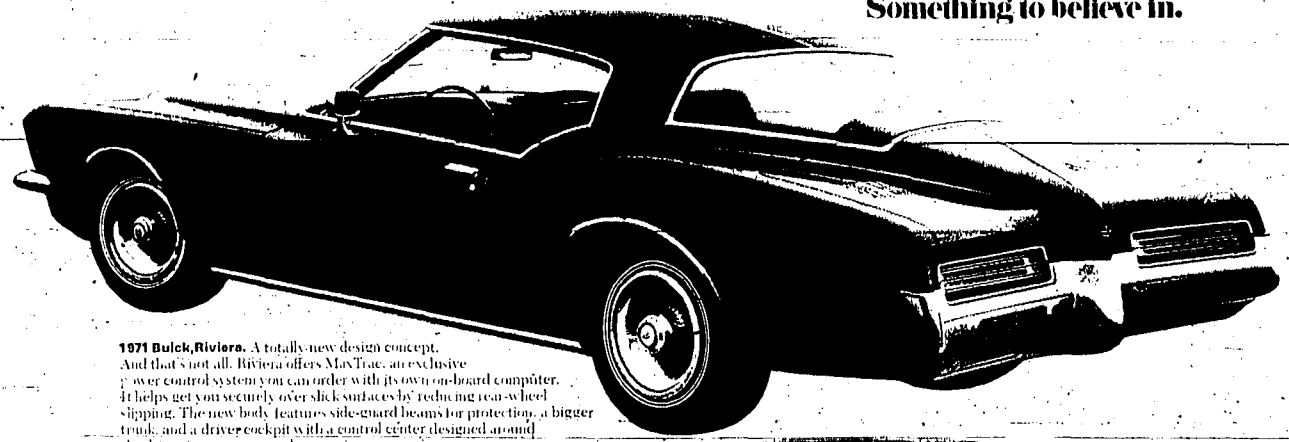 Something to believe in.
1971 Buick Riviera. A totally new design concept.
And that's not all. Riviera offers MaxTrac, an exclusive
power control system you can order with its own on-board computer.
It helps get you securely over slick surfaces by reducing rear-wheel
slipping. The new body features side-guard beams for protection, a bigger
trunk, and a driver cockpit with a control center designed around